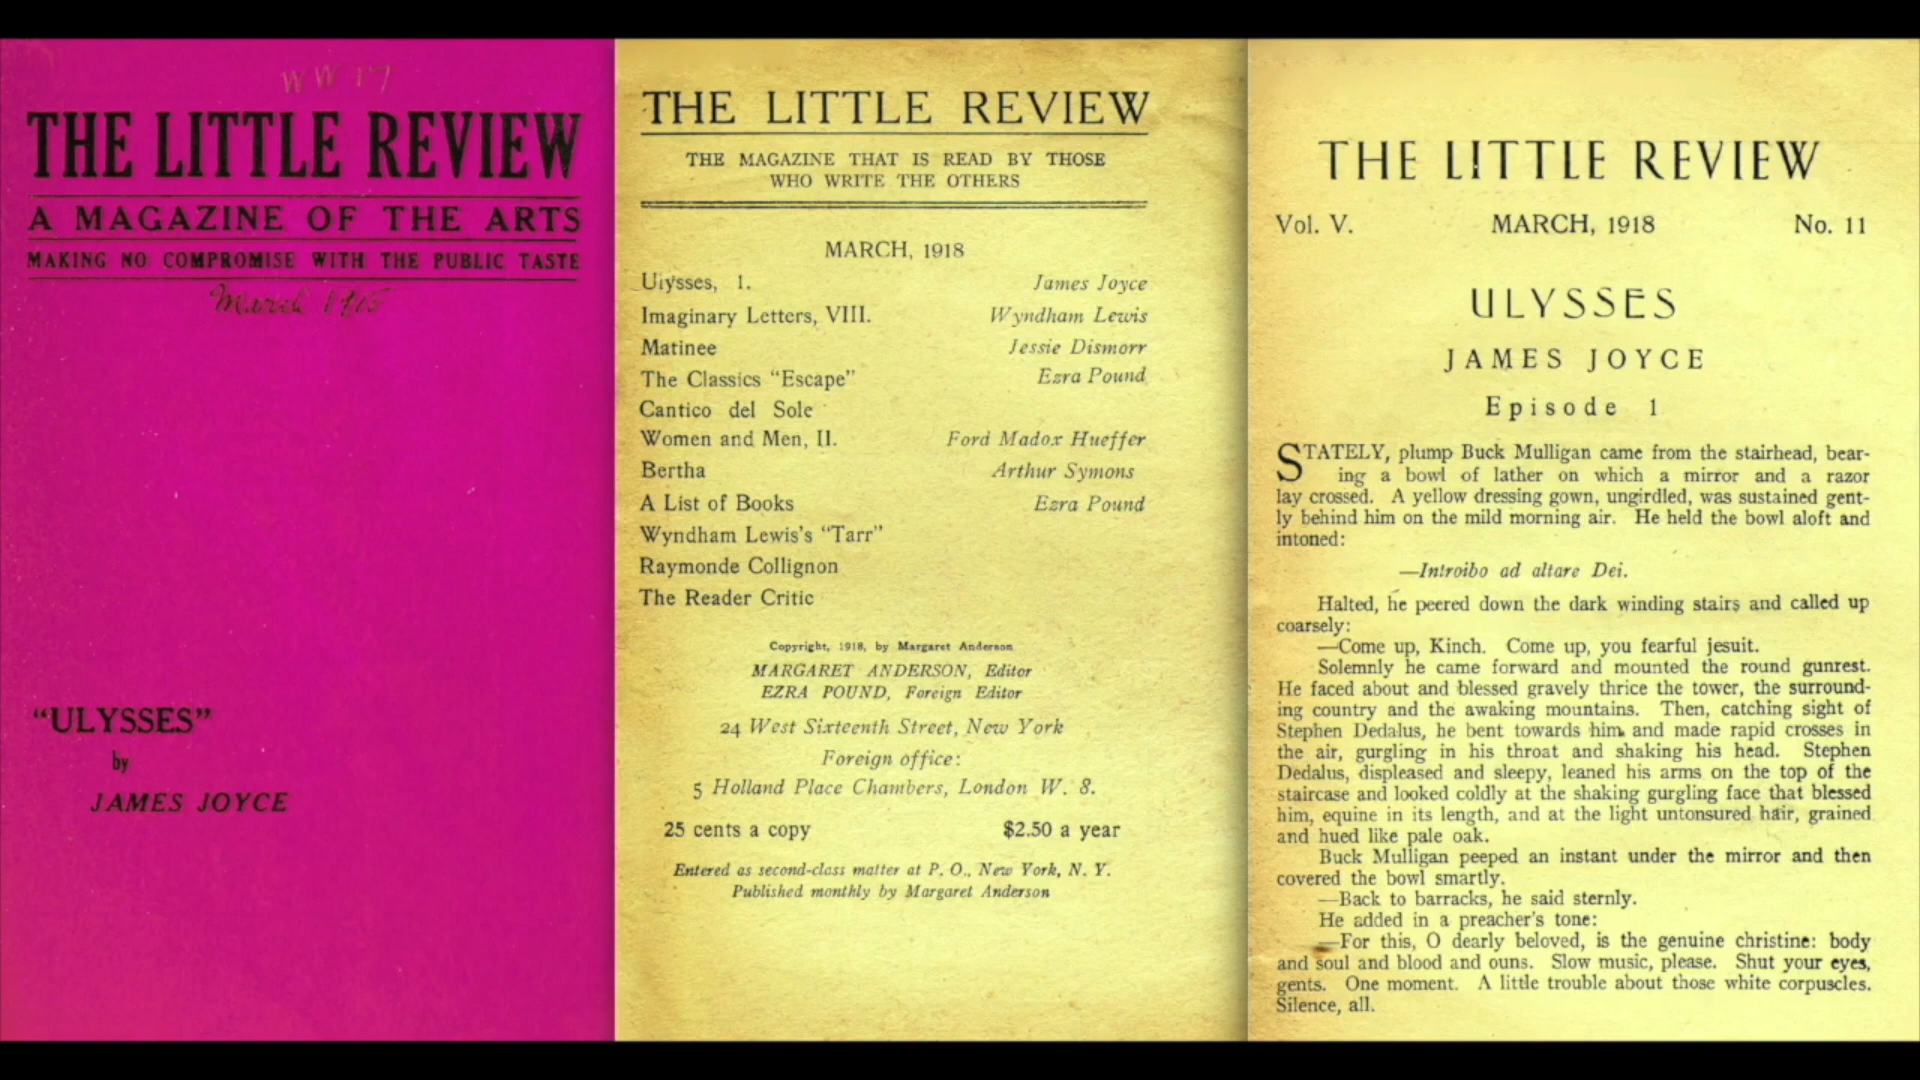 WW 17
THE LITTLE REVIEW
A MAGAZINE OF THE ARTS
MAKING NO COMPROMISE WITH THE PUBLIC TASTE
March
"ULYSSES"
by
JAMES JOYCE
THE LITTLE REVIEW
THE MAGAZINE THAT IS READ BY THOSE
WHO WRITE THE OTHERS
MARCH, 1918
Ulysses, 1. James Joyce
Imaginary Letters, VIII. Wyndham Lewis
Matinee Jessie Dismorr
The Classics "Escape" Ezra Pound
Cantico del Sole
Women and Men, II. Ford Madox Hueffer
Bertha Arthur Symons
A List of Books Ezra Pound
Wyndham Lewis's "Tarr"
Raymonde Collignon
The Reader Critic
Copyright, 1918, by Margaret Anderson
MARGARET ANDERSON, Editor
EZRA POUND, Foreign Editor
24 West Sixteenth Street, New York
Foreign office:
5 Holland Place Chambers, London W. 8.
25 cents a copy $2.50 a year
Entered as second-class matter at P. O., New York, N. Y.
Published monthly by Margaret Anderson
THE LITTLE REVIEW
Vol. V. MARCH, 1918 No. 11
ULYSSES
JAMES JOYCE
Episode 1
STATELY, plump Buck Mulligan came from the stairhead, bear-
ing a bowl of lather on which a mirror and a razor
lay crossed. A yellow dressing gown, ungirdled, was sustained gent-
ly behind him on the mild morning air. He held the bowl aloft and
intoned:
—Introibo ad altare Dei.
Halted, he peered down the dark winding stairs and called up
coarsely:
—Come up, Kinch. Come up, you fearful jesuit.
Solemnly he came forward and mounted the round gunrest.
He faced about and blessed gravely thrice the tower, the surround-
ing country and the awaking mountains. Then, catching sight of
Stephen Dedalus, he bent towards him and made rapid crosses in
the air, gurgling in his throat and shaking his head. Stephen
Dedalus, displeased and sleepy, leaned his arms on the top of the
staircase and looked coldly at the shaking gurgling face that blessed
him, equine in its length, and at the light untonsured hair, grained
and hued like pale oak.
Buck Mulligan peeped an instant under the mirror and then
covered the bowl smartly.
—Back to barracks, he said sternly.
He added in a preacher's tone:
—For this, O dearly beloved, is the genuine christine: body
and soul and blood and ouns. Slow music, please. Shut your eyes,
gents. One moment. A little trouble about those white corpuscles.
Silence, all.